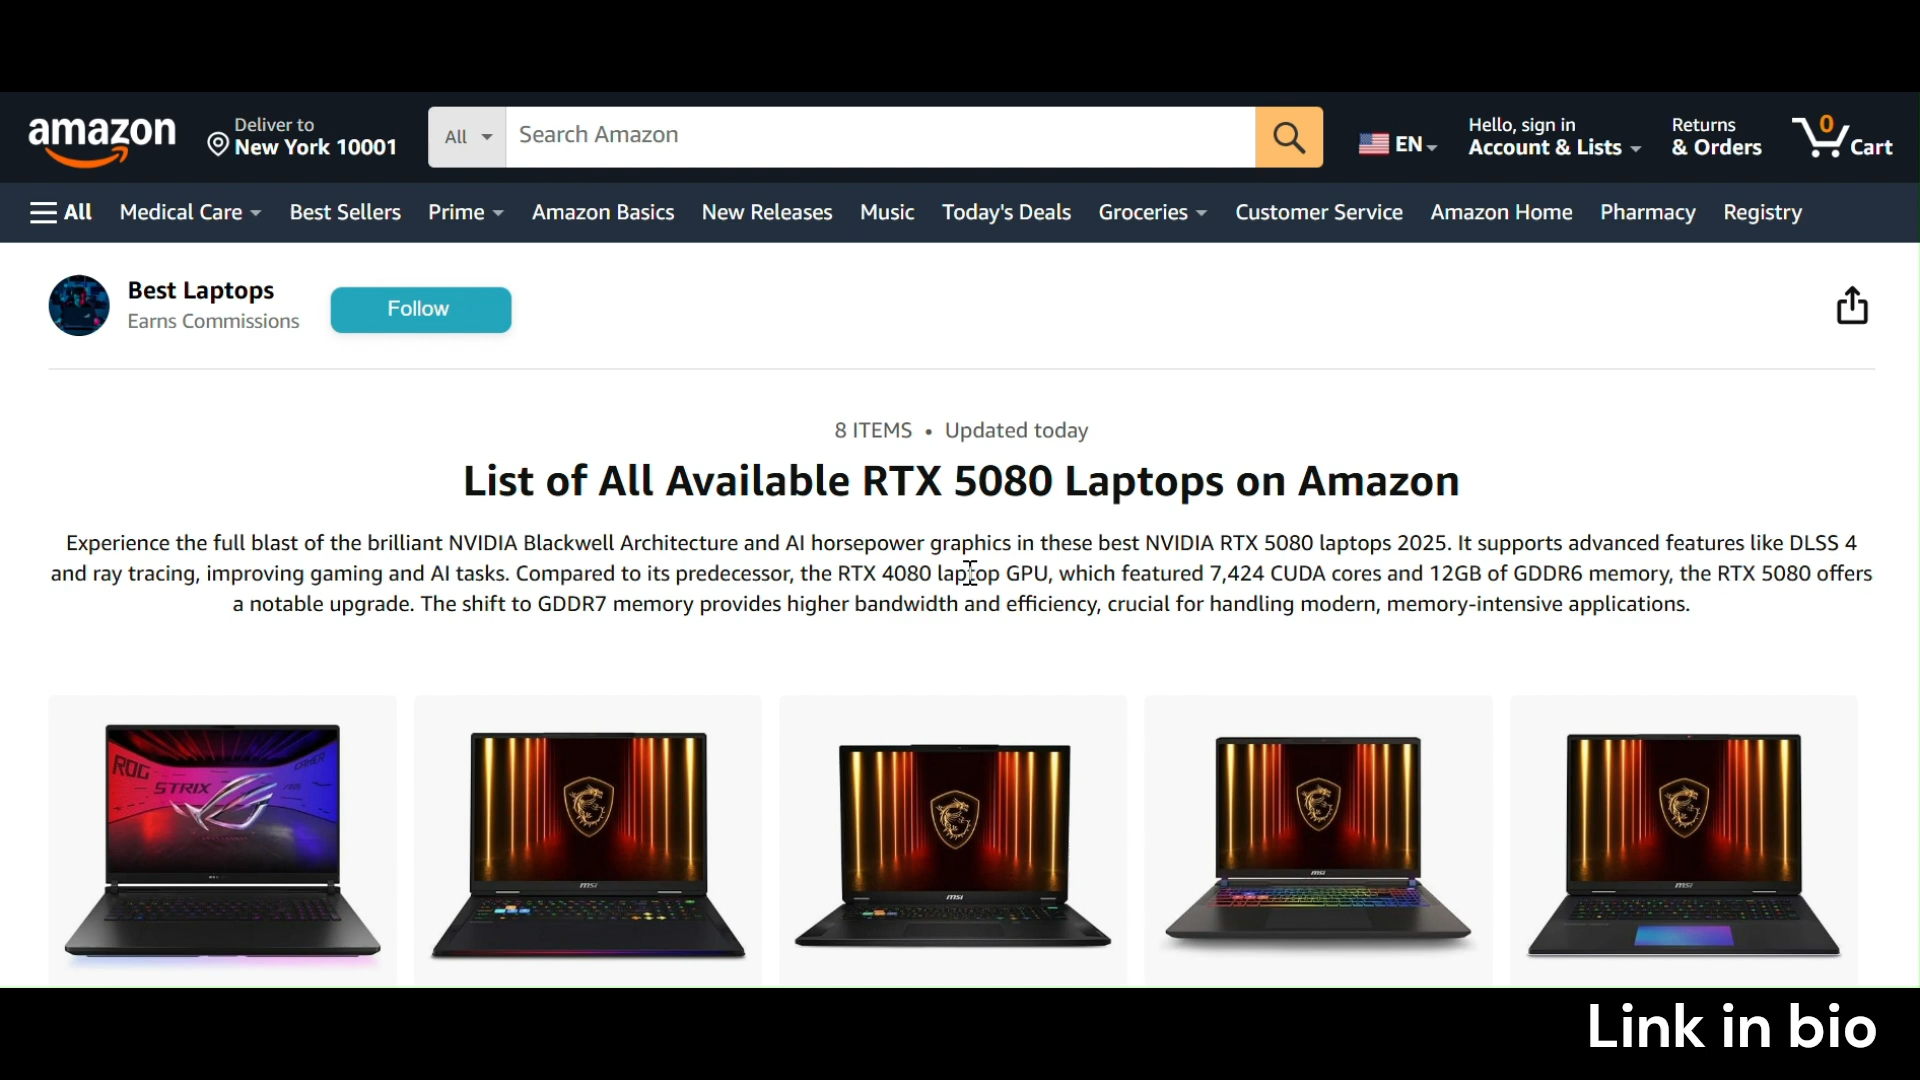 amazon
Deliver to
New York 10001
All
Search Amazon
EN
Hello, sign in
Account & Lists
Returns
& Orders
0
Cart
All
Medical Care
Best Sellers
Prime
Amazon Basics
New Releases
Music
Today's Deals
Groceries
Customer Service
Amazon Home
Pharmacy
Registry
Best Laptops
Earns Commissions
Follow
8 ITEMS • Updated today
List of All Available RTX 5080 Laptops on Amazon
Experience the full blast of the brilliant NVIDIA Blackwell Architecture and AI horsepower graphics in these best NVIDIA RTX 5080 laptops 2025. It supports advanced features like DLSS 4
and ray tracing, improving gaming and AI tasks. Compared to its predecessor, the RTX 4080 laptop GPU, which featured 7,424 CUDA cores and 12GB of GDDR6 memory, the RTX 5080 offers
a notable upgrade. The shift to GDDR7 memory provides higher bandwidth and efficiency, crucial for handling modern, memory-intensive applications.
ROG
STRIX
msi
msi
msi
msi
Link in bio